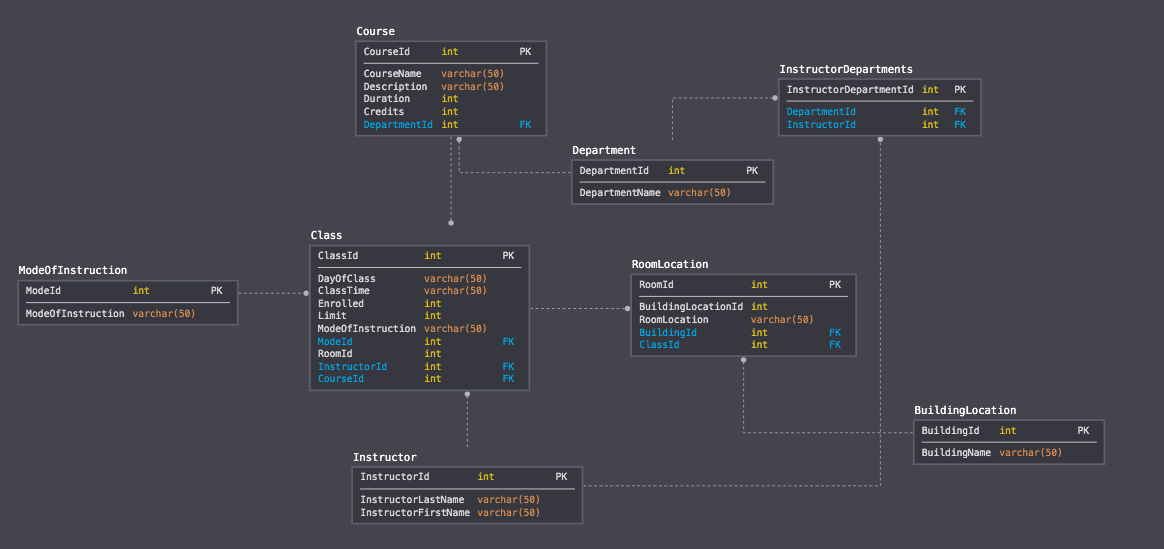 Course
CourseId int PK
CourseName varchar(50)
Description varchar(50)
Duration int
Credits int
DepartmentId int FK
InstructorDepartments
InstructorDepartmentId int PK
DepartmentId int FK
InstructorId int FK
Department
DepartmentId int PK
DepartmentName varchar(50)
Class
ClassId int PK
DayOfClass varchar(50)
ClassTime varchar(50)
Enrolled int
Limit int
ModeOfInstruction varchar(50)
ModeId int FK
RoomId int
InstructorId int FK
CourseId int FK
ModeOfInstruction
ModeId int PK
ModeOfInstruction varchar(50)
RoomLocation
RoomId int PK
BuildingLocationId int
RoomLocation varchar(50)
BuildingId int FK
ClassId int FK
BuildingLocation
BuildingId int PK
BuildingName varchar(50)
Instructor
InstructorId int PK
InstructorLastName varchar(50)
InstructorFirstName varchar(50)